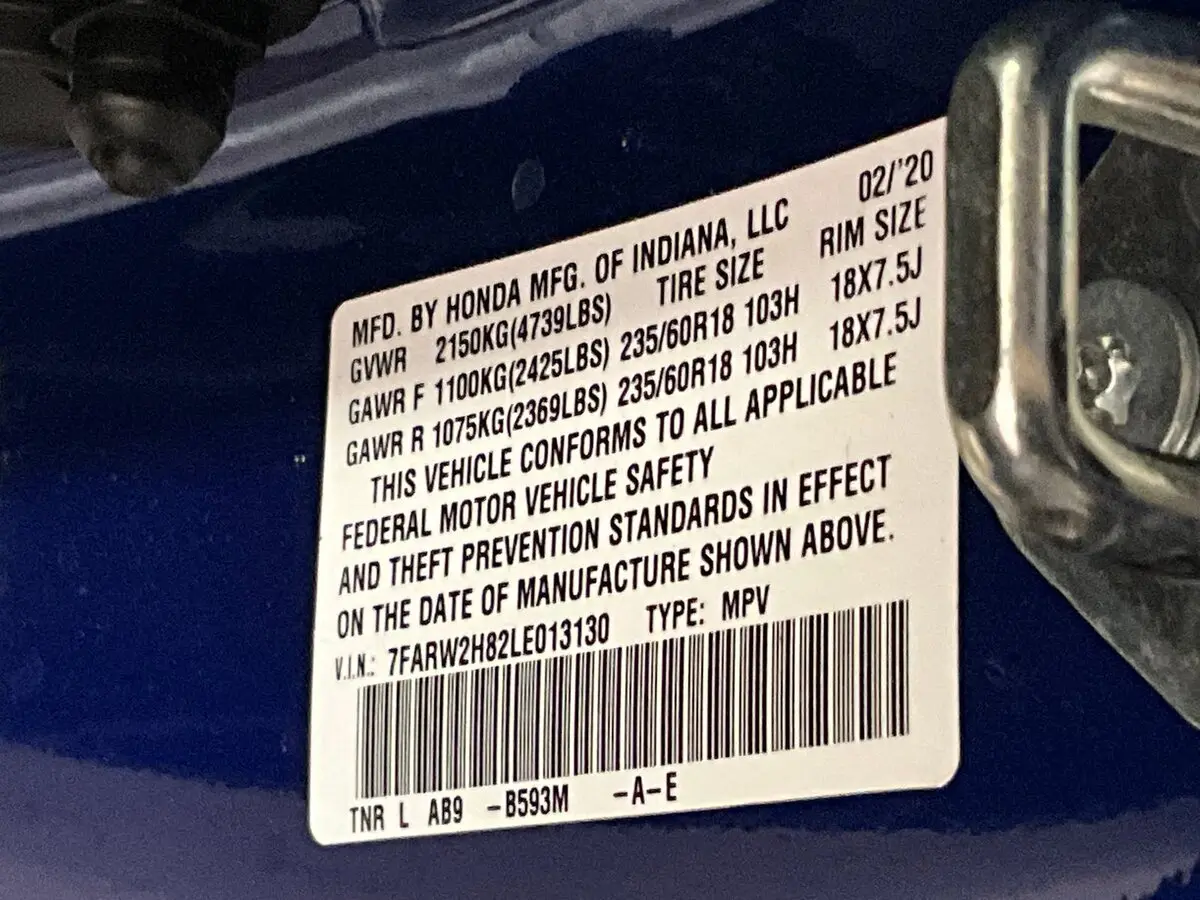 MFD. BY HONDA MFG. OF INDIANA, LLC 02/'20
GVWR 2150KG(4739LBS) TIRE SIZE RIM SIZE
GAWR F 1100KG(2425LBS) 235/60R18 103H 18X7.5J
GAWR R 1075KG(2369LBS) 235/60R18 103H 18X7.5J
THIS VEHICLE CONFORMS TO ALL APPLICABLE
FEDERAL MOTOR VEHICLE SAFETY
AND THEFT PREVENTION STANDARDS IN EFFECT
ON THE DATE OF MANUFACTURE SHOWN ABOVE.
V.I.N.: 7FARW2H82LE013130 TYPE: MPV
TNR L AB9 -B593M -A-E